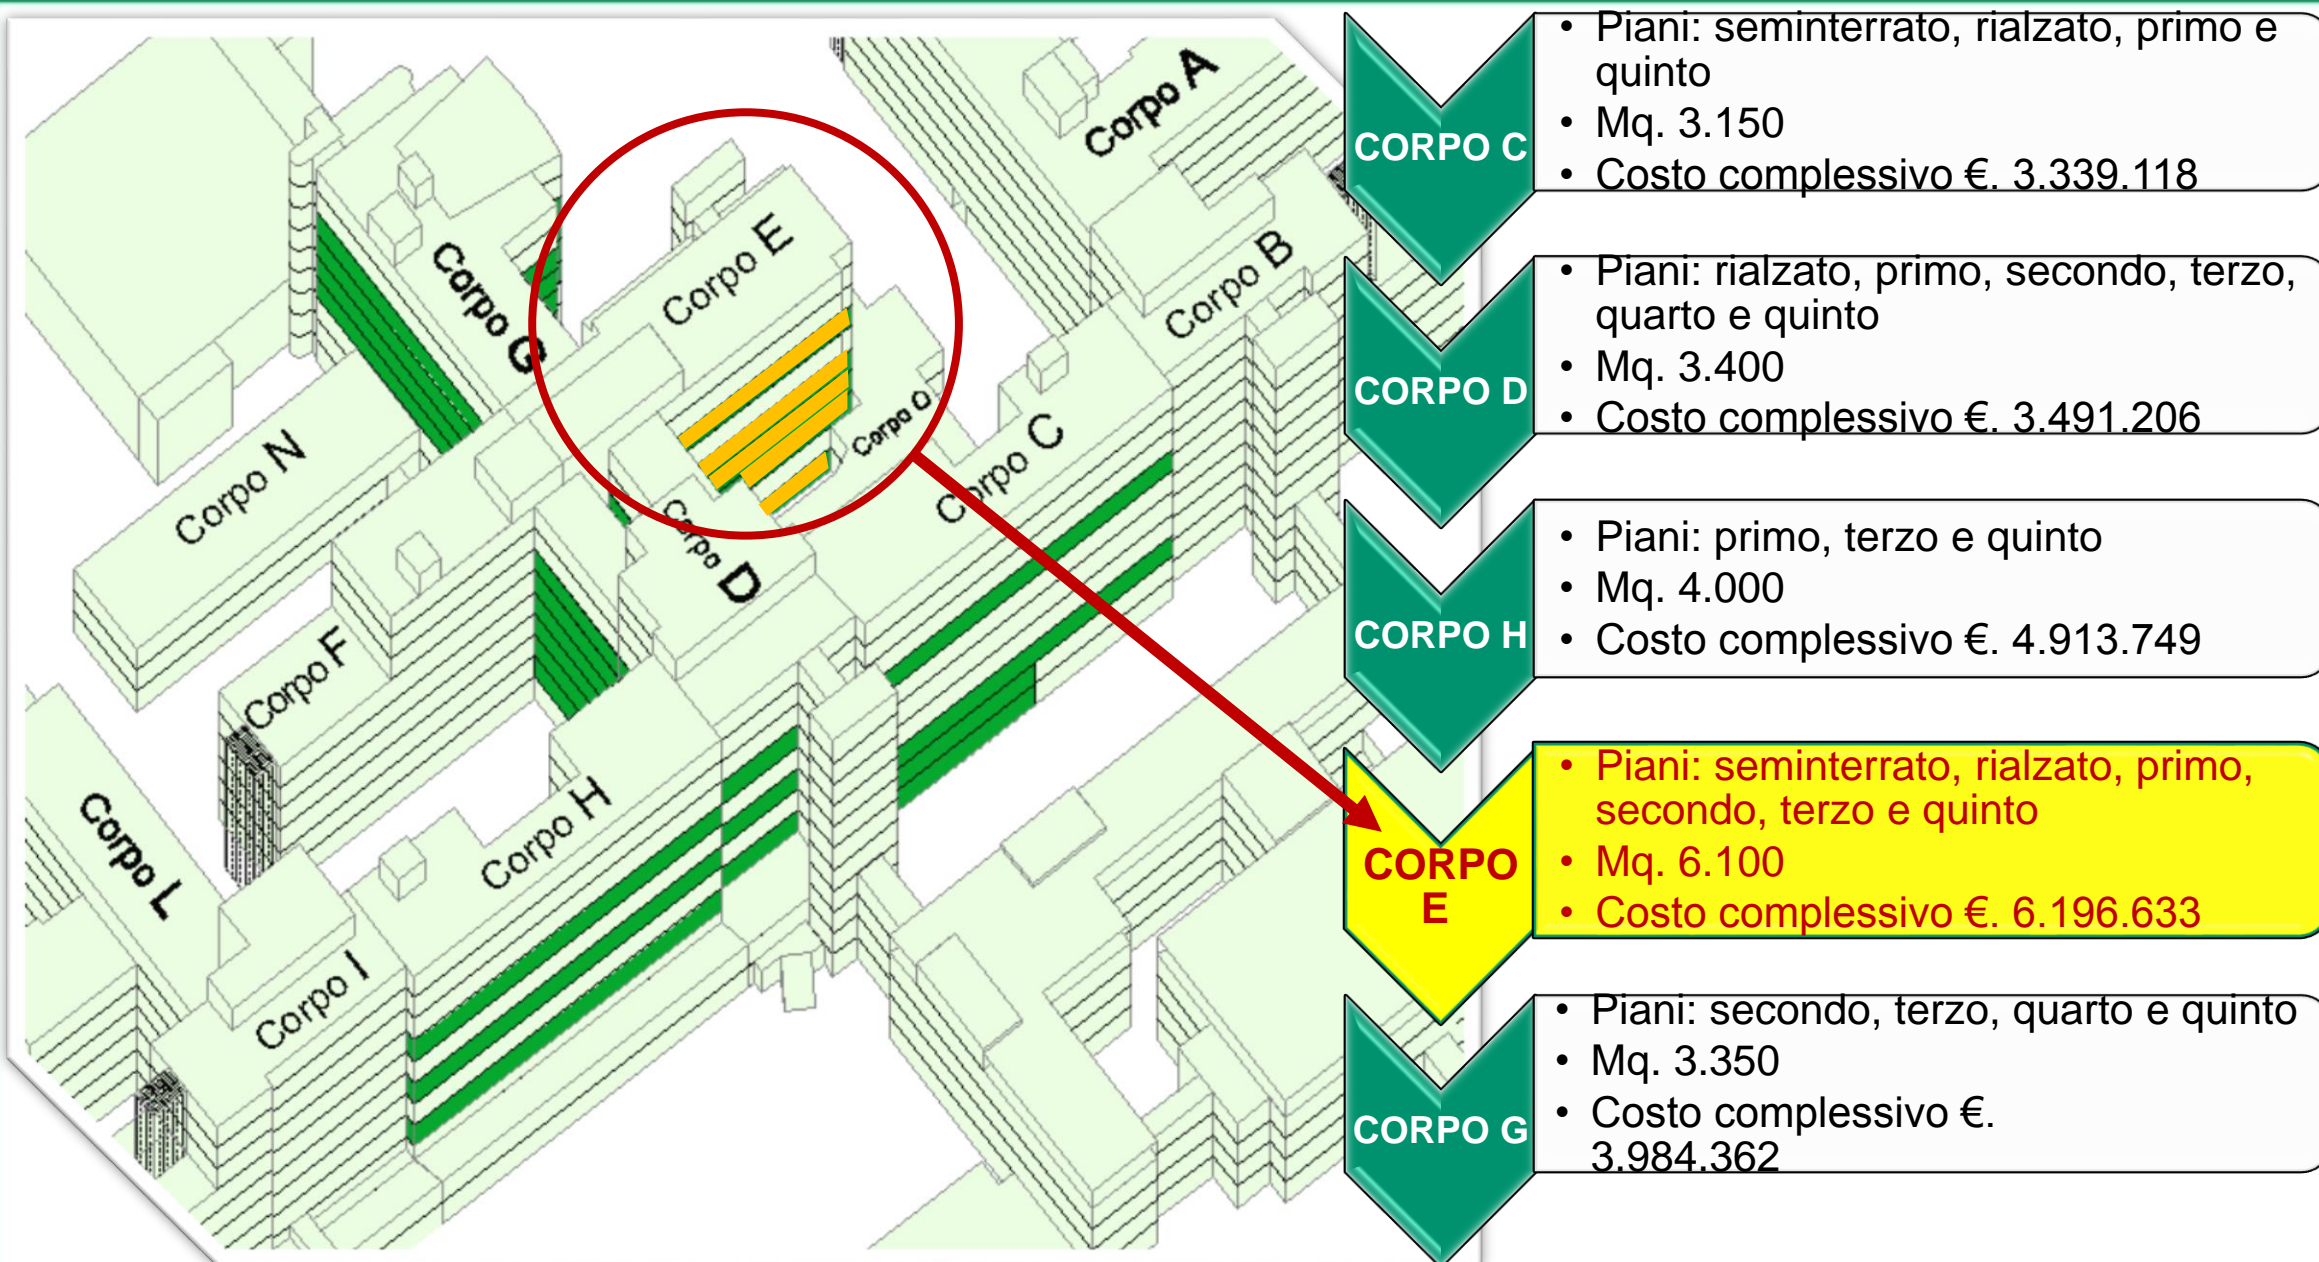 Corpo A
Corpo E
Corpo B
Corpo G
Corpo O
Corpo C
Corpo N
Corpo D
Corpo F
Corpo H
Corpo L
Corpo I
CORPO C
• Piani: seminterrato, rialzato, primo e
quinto
• Mq. 3.150
• Costo complessivo €. 3.339.118
CORPO D
• Piani: rialzato, primo, secondo, terzo,
quarto e quinto
• Mq. 3.400
• Costo complessivo €. 3.491.206
CORPO H
• Piani: primo, terzo e quinto
• Mq. 4.000
• Costo complessivo €. 4.913.749
CORPO
E
• Piani: seminterrato, rialzato, primo,
secondo, terzo e quinto
• Mq. 6.100
• Costo complessivo €. 6.196.633
CORPO G
• Piani: secondo, terzo, quarto e quinto
• Mq. 3.350
• Costo complessivo €.
3.984.362